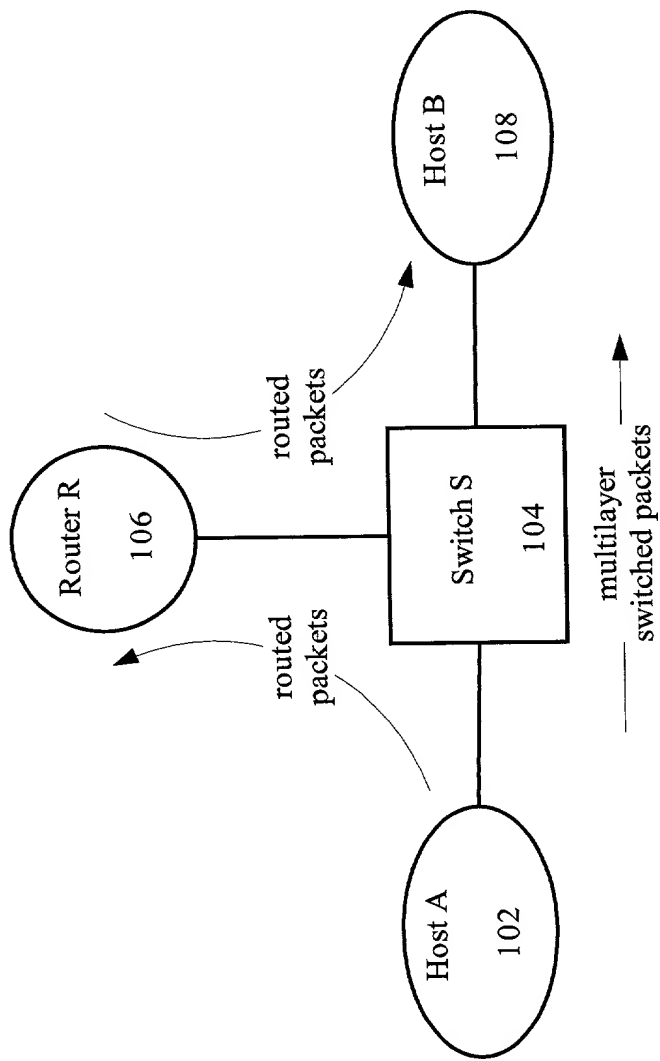 Router R
106
routed
packets
routed
packets
Host A
102
Switch S
104
Host B
108
multilayer
switched packets